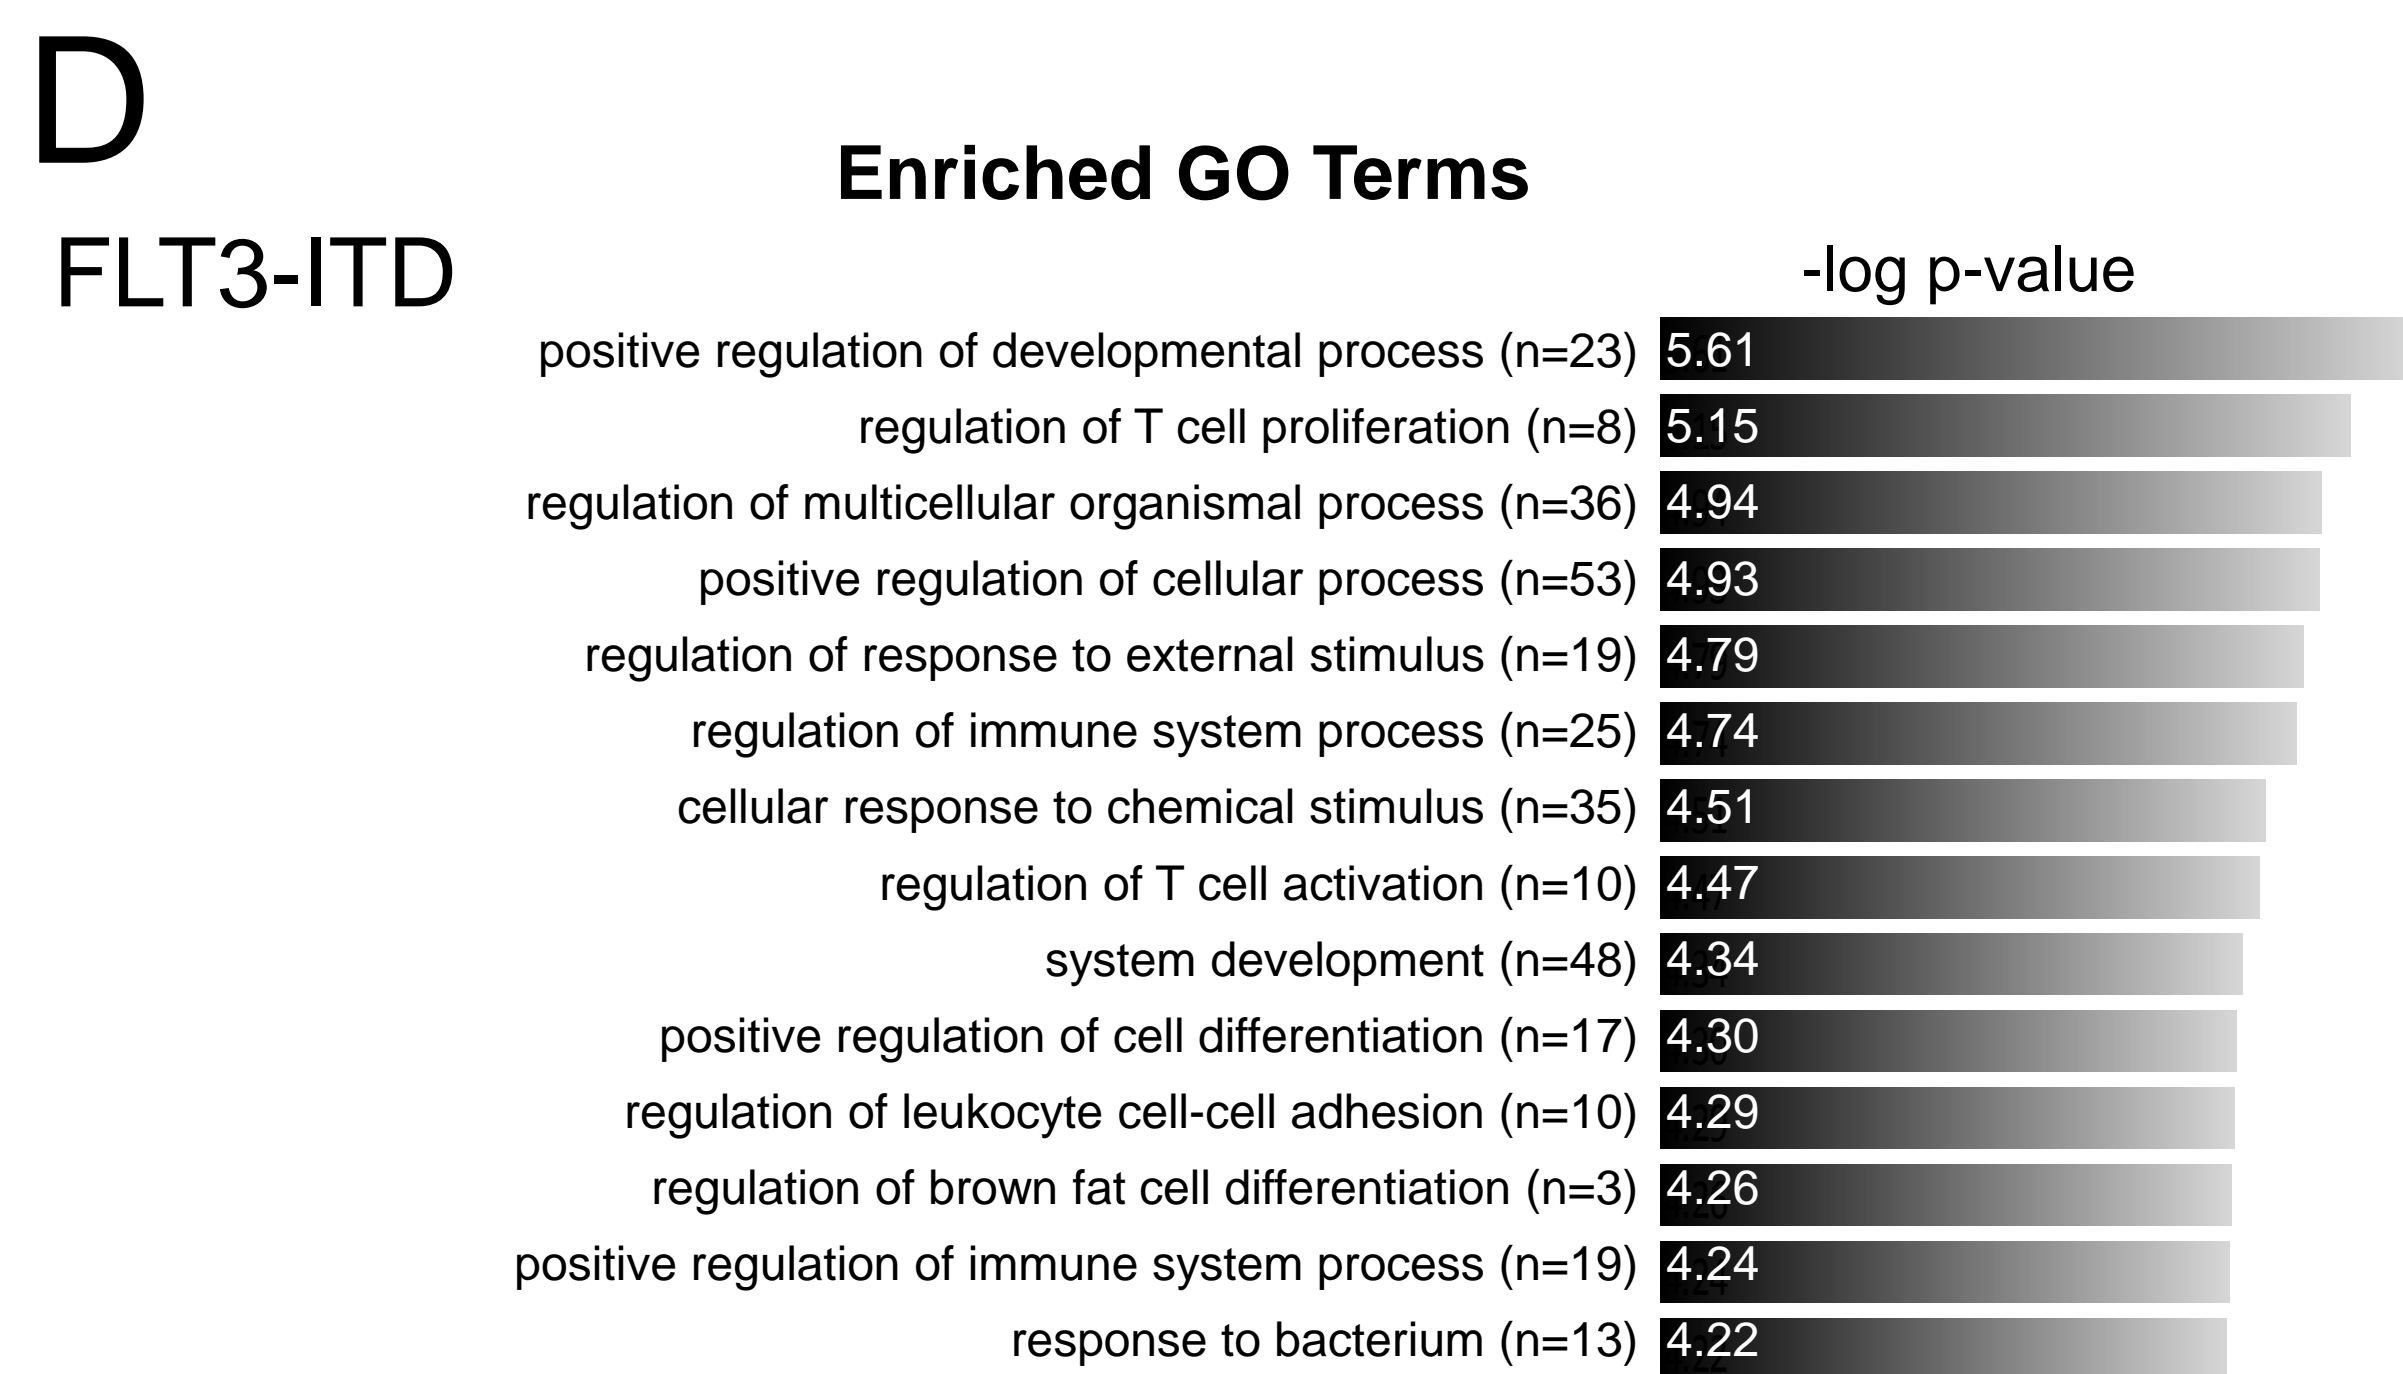 D
Enriched GO Terms
FLT3-ITD
-log p-value
positive regulation of developmental process (n=23) 5.61
regulation of T cell proliferation (n=8) 5.15
regulation of multicellular organismal process (n=36) 4.94
positive regulation of cellular process (n=53) 4.93
regulation of response to external stimulus (n=19) 4.79
regulation of immune system process (n=25) 4.74
cellular response to chemical stimulus (n=35) 4.51
regulation of T cell activation (n=10) 4.47
system development (n=48) 4.34
positive regulation of cell differentiation (n=17) 4.30
regulation of leukocyte cell-cell adhesion (n=10) 4.29
regulation of brown fat cell differentiation (n=3) 4.26
positive regulation of immune system process (n=19) 4.24
response to bacterium (n=13) 4.22